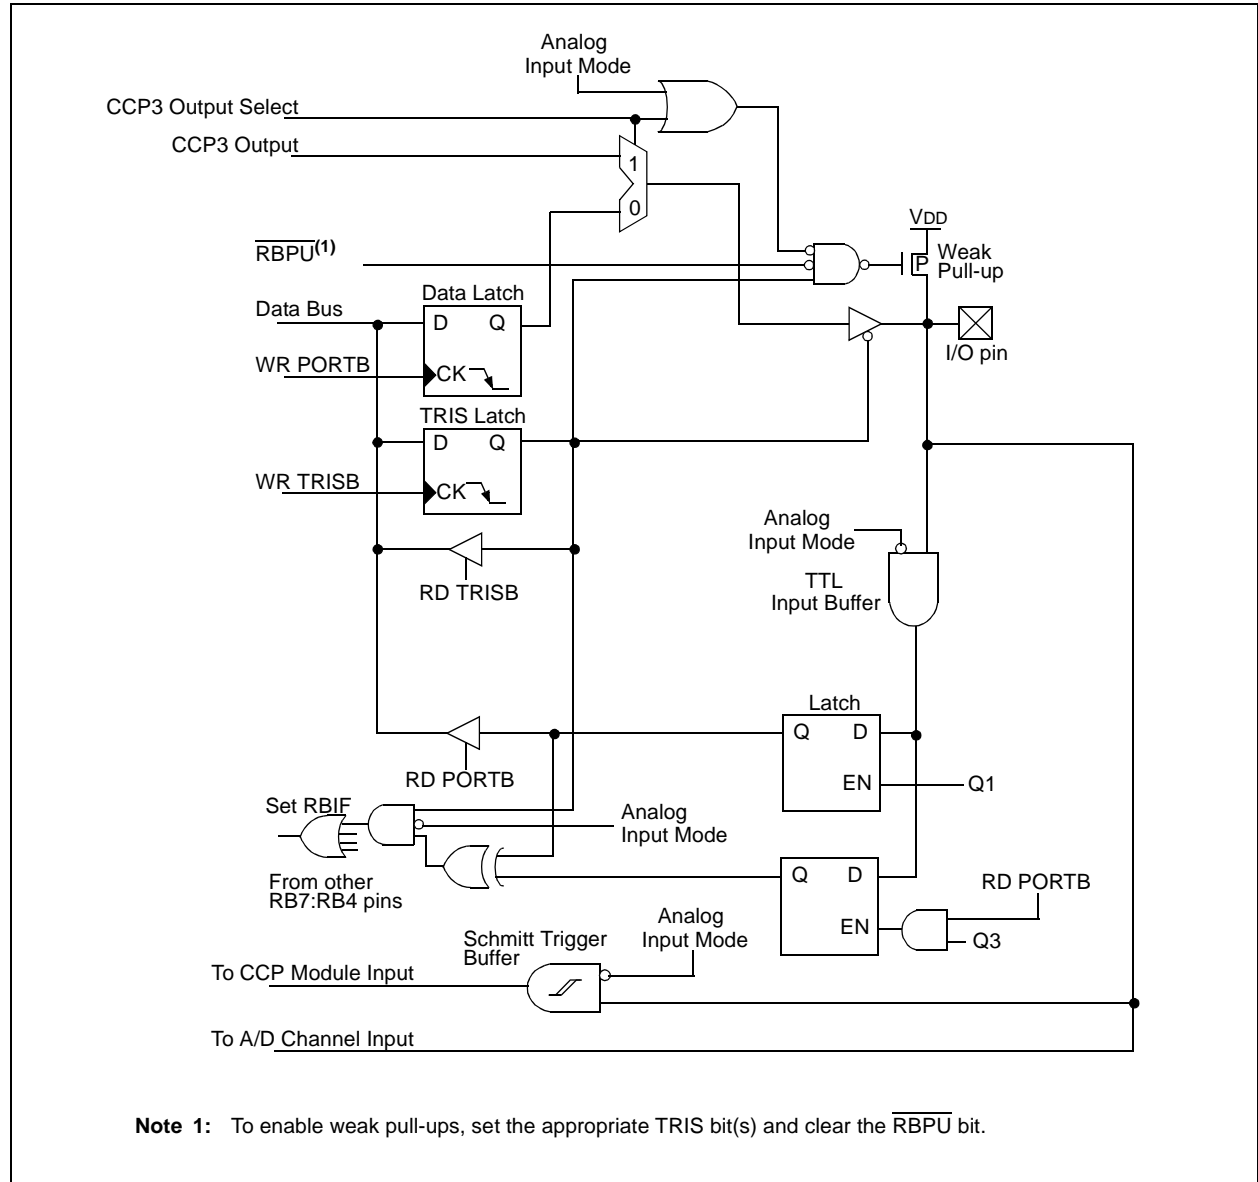 Analog
Input Mode
CCP3 Output Select
CCP3 Output
1
0
VDD
RBPU(1)
Weak
Pull-up
P
Data Bus
Data Latch
D Q
I/O pin
WR PORTB
CK
TRIS Latch
D Q
WR TRISB
CK
Analog
Input Mode
TTL
Input Buffer
RD TRISB
Latch
Q D
RD PORTB
EN
Q1
Set RBIF
Analog
Input Mode
From other
RB7:RB4 pins
Q D
RD PORTB
EN
Q3
Analog
Input Mode
Schmitt Trigger
Buffer
To CCP Module Input
To A/D Channel Input
Note 1: To enable weak pull-ups, set the appropriate TRIS bit(s) and clear the RBPU bit.